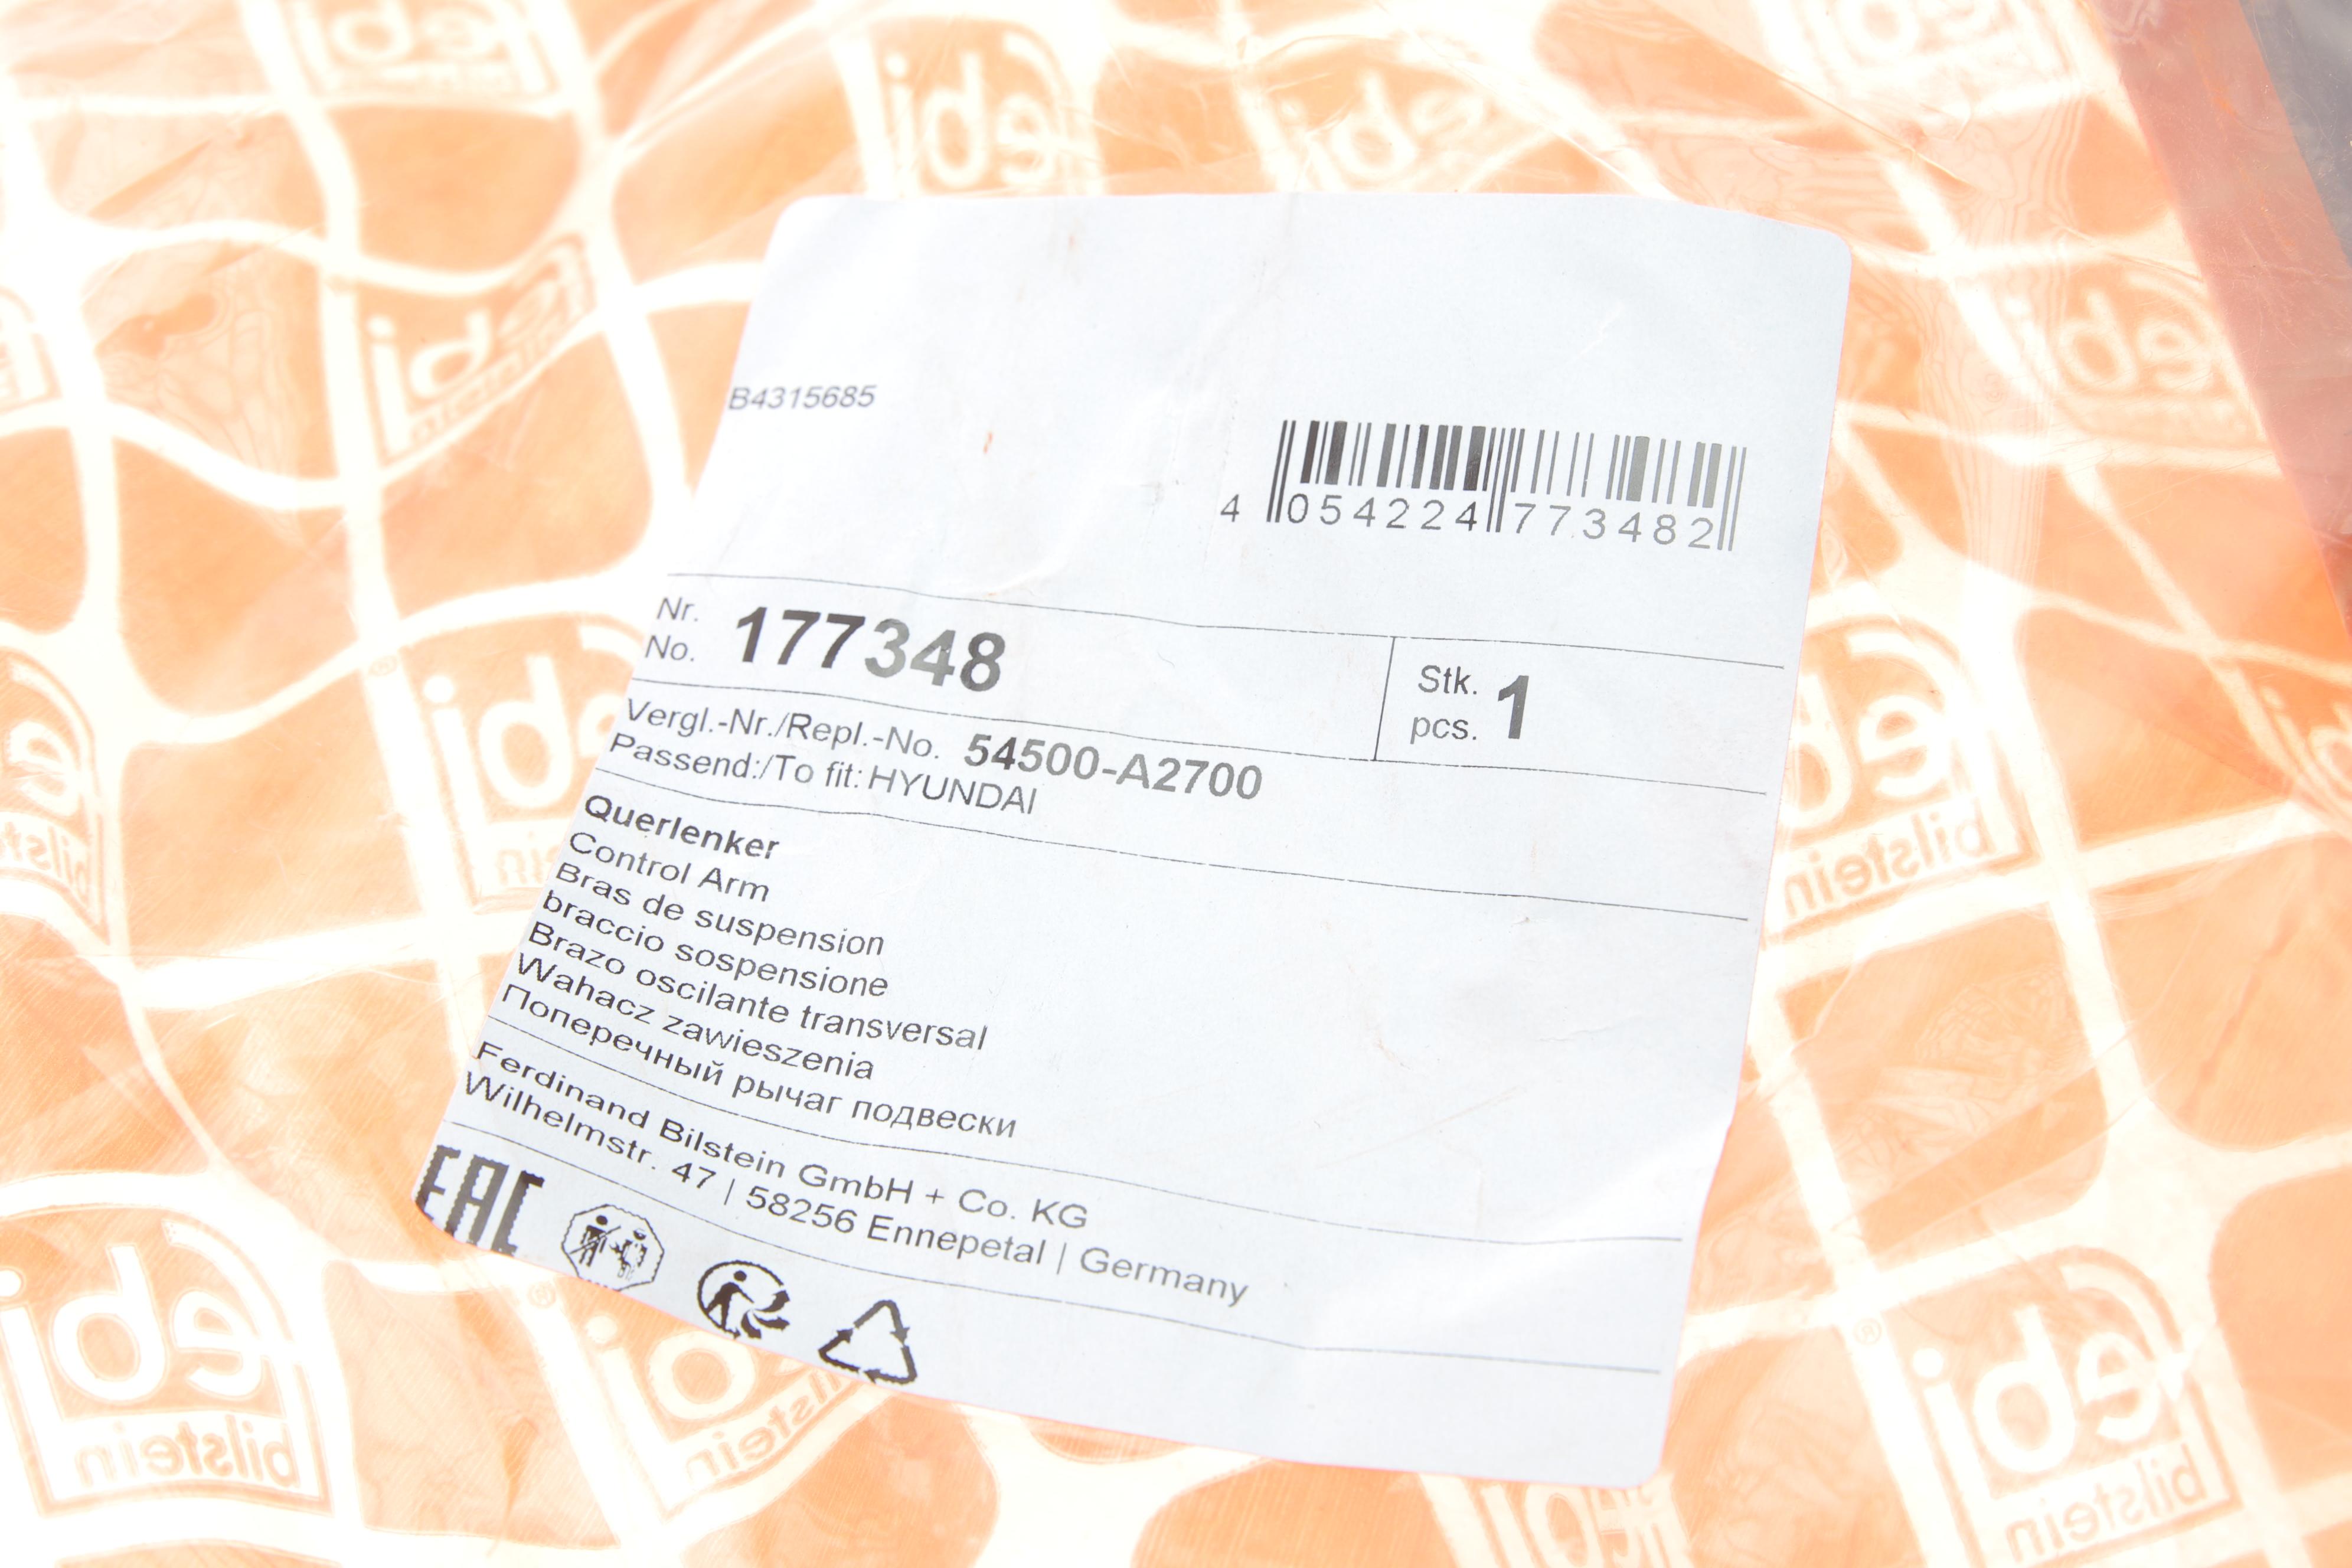 B4315685
4 054224 773482
Nr.
No. 177348
Stk.
pcs. 1
Vergl.-Nr./Repl.-No. 54500-A2700
Passend:/To fit: HYUNDAI
Querlenker
Control Arm
Bras de suspension
braccio sospensione
Brazo oscilante transversal
Wahacz zawieszenia
Поперечный рычаг подвески
Ferdinand Bilstein GmbH + Co. KG
Wilhelmstr. 47 | 58256 Ennepetal | Germany
EAC
febi
bilstein